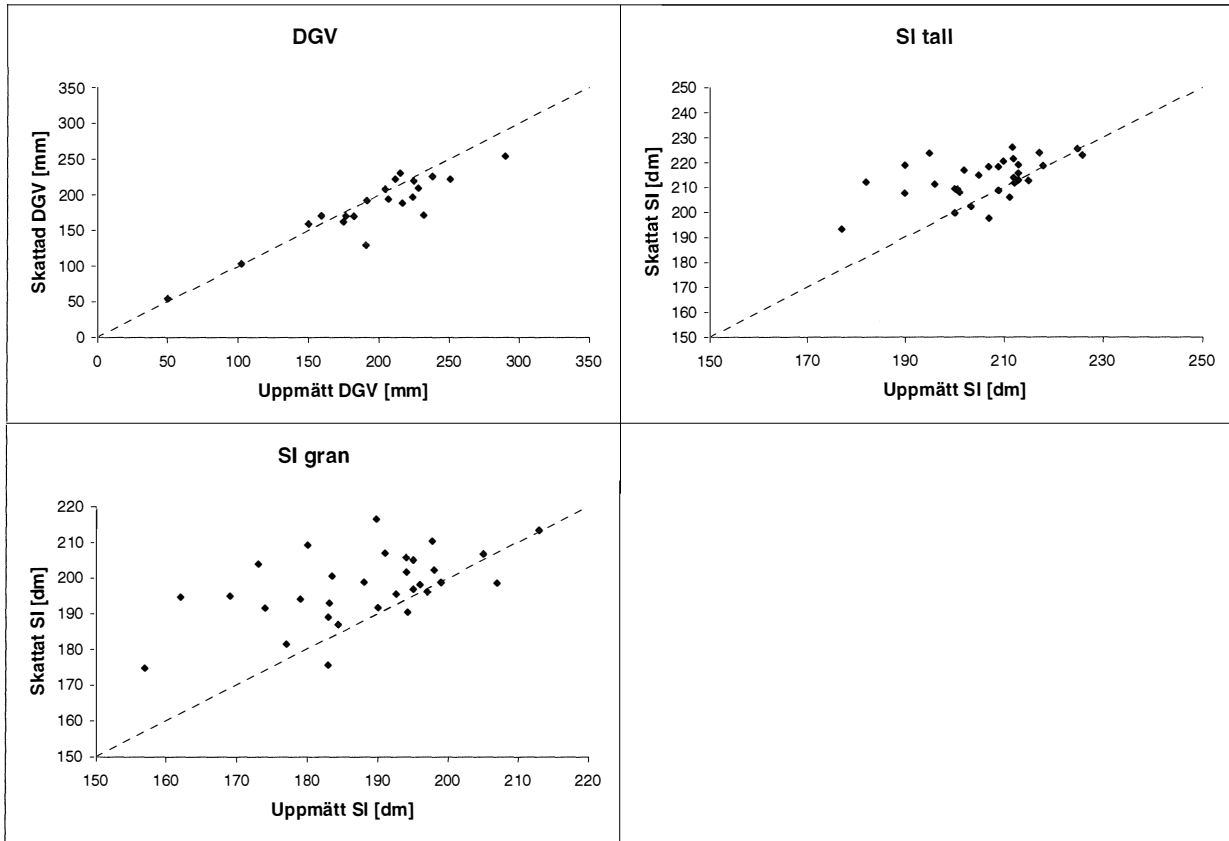 DGV
350
300
250
200
150
100
50
0
Skattad DGV [mm]
0 50 100 150 200 250 300 350
Uppmätt DGV [mm]
SI tall
250
240
230
220
210
200
190
180
170
160
150
Skattat SI [dm]
150 170 190 210 230 250
Uppmätt SI [dm]
SI gran
220
210
200
190
180
170
160
150
Skattat SI [dm]
150 160 170 180 190 200 210 220
Uppmätt SI [dm]